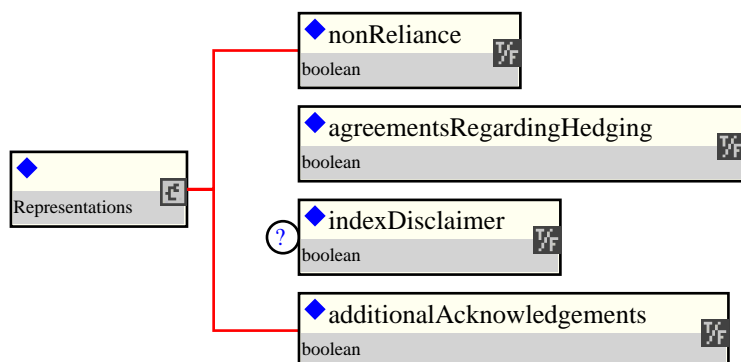 nonReliance
T/F
boolean
agreementsRegardingHedging
T/F
boolean
Representations
?
indexDisclaimer
T/F
boolean
additionalAcknowledgements
T/F
boolean